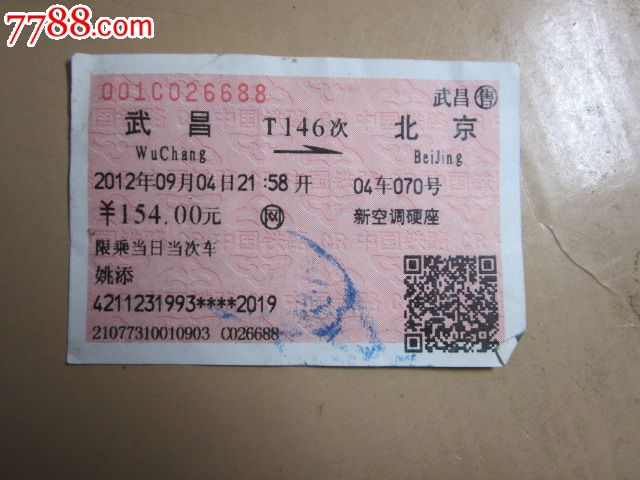 7788.com
001C026688
武昌 售
武昌 T146次 北京
WuChang BeiJing
2012年09月04日21:58开 04车070号
￥154.00元 网 新空调硬座
限乘当日当次车
姚添
4211231993****2019
21077310010903 C026688